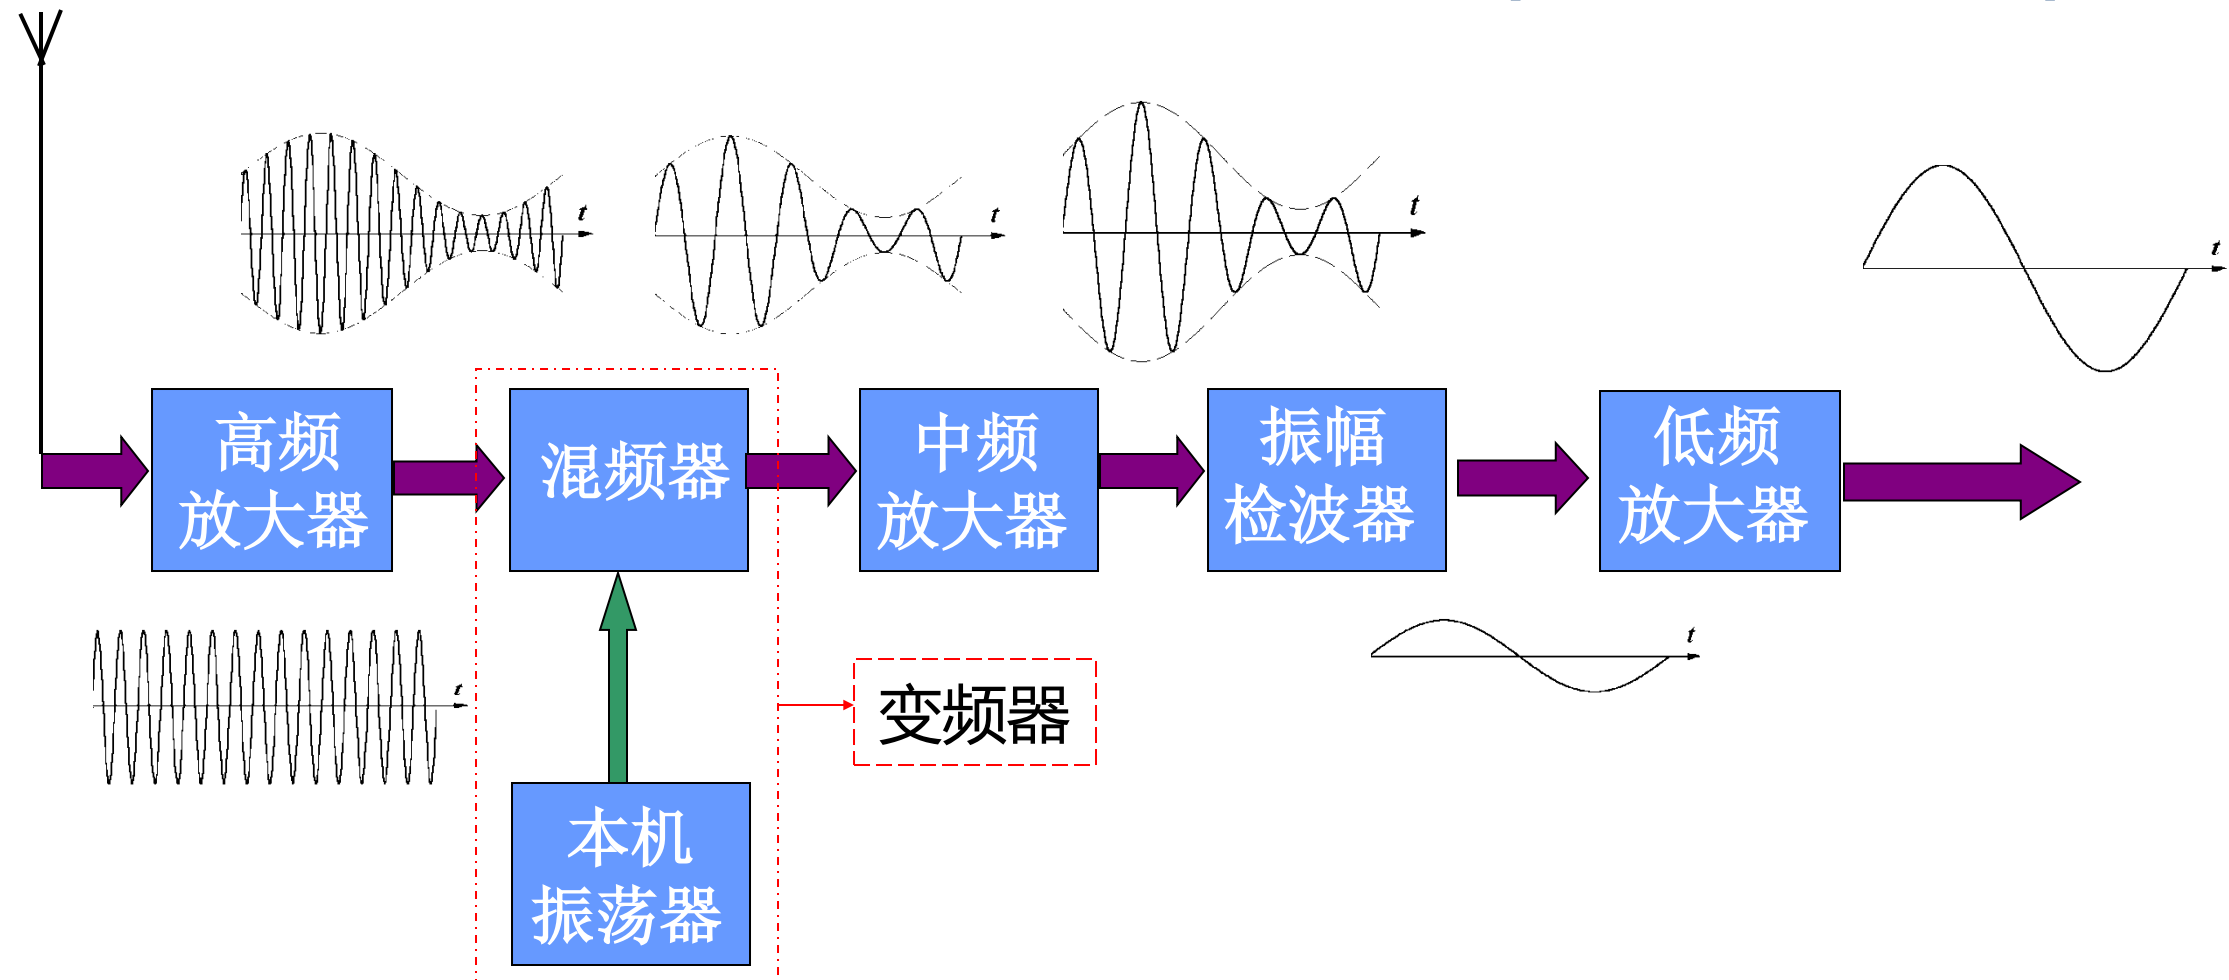 t
t
t
t
高频
放大器
混频器
中频
放大器
振幅
检波器
低频
放大器
t
t
变频器
本机
振荡器